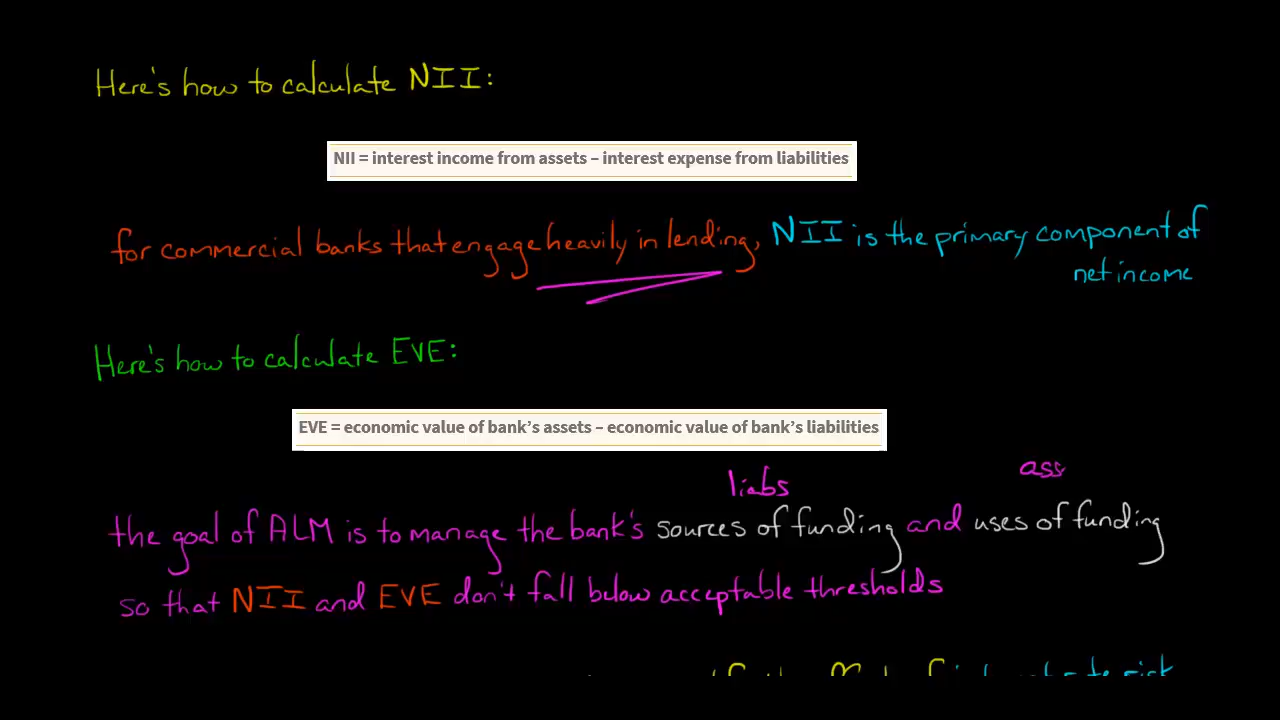 Here's how to calculate NII:
NII = interest income from assets – interest expense from liabilities
for commercial banks that engage heavily in lending, NII is the primary component of
net income
Here's how to calculate EVE:
EVE = economic value of bank's assets – economic value of bank's liabilities
liabs ass
the goal of ALM is to manage the bank's sources of funding and uses of funding
so that NII and EVE don't fall below acceptable thresholds